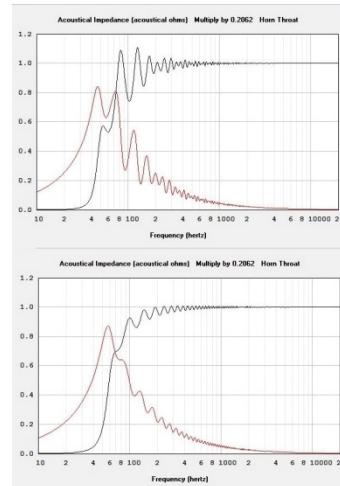 Acoustical Impedance (acoustical ohms) Multiply by 0.2062 Horn Throat
1.2
1.0
0.8
0.6
0.4
0.2
0.0
10 2 4 6 8 100 2 4 6 8 1000 2 4 6 8 10000 2
Frequency (hertz)
Acoustical Impedance (acoustical ohms) Multiply by 0.2062 Horn Throat
1.2
1.0
0.8
0.6
0.4
0.2
0.0
10 2 4 6 8 100 2 4 6 8 1000 2 4 6 8 10000 2
Frequency (hertz)